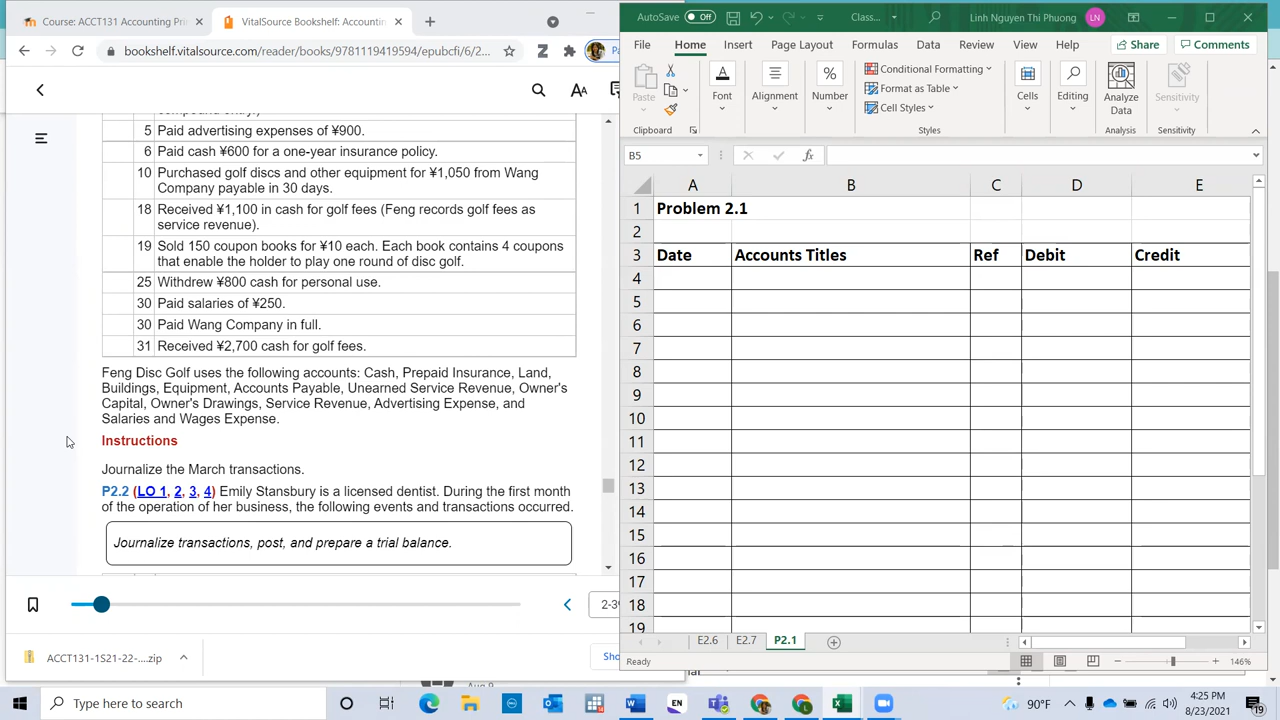 Course: ACCT131 Accounting Pri
VitalSource Bookshelf: Accountin
bookshelf.vitalsource.com/reader/books/9781119419594/epubcfi/6/2...
Pa
AA
5 Paid advertising expenses of ¥900.
6 Paid cash ¥600 for a one-year insurance policy.
10 Purchased golf discs and other equipment for ¥1,050 from Wang
Company payable in 30 days.
18 Received ¥1,100 in cash for golf fees (Feng records golf fees as
service revenue).
19 Sold 150 coupon books for ¥10 each. Each book contains 4 coupons
that enable the holder to play one round of disc golf.
25 Withdrew ¥800 cash for personal use.
30 Paid salaries of ¥250.
30 Paid Wang Company in full.
31 Received ¥2,700 cash for golf fees.
Feng Disc Golf uses the following accounts: Cash, Prepaid Insurance, Land,
Buildings, Equipment, Accounts Payable, Unearned Service Revenue, Owner's
Capital, Owner's Drawings, Service Revenue, Advertising Expense, and
Salaries and Wages Expense.
Instructions
Journalize the March transactions.
P2.2 (LO 1, 2, 3, 4) Emily Stansbury is a licensed dentist. During the first month
of the operation of her business, the following events and transactions occurred.
Journalize transactions, post, and prepare a trial balance.
2-39
ACCT131-1S21-22-....zip
Sho
AutoSave Off
Class...
Linh Nguyen Thi Phuong LN
File Home Insert Page Layout Formulas Data Review View Help Share Comments
Paste
Font
Alignment
Number
Conditional Formatting
Format as Table
Cell Styles
Cells
Editing
Analyze
Data
Sensitivity
Clipboard Styles Analysis Sensitivity
B5 fx
A B C D E
1 Problem 2.1
2
3 Date Accounts Titles Ref Debit Credit
4
5
6
7
8
9
10
11
12
13
14
15
16
17
18
19
E2.6 E2.7 P2.1
Ready 146%
Type here to search
EN
90°F
4:25 PM
8/23/2021
19